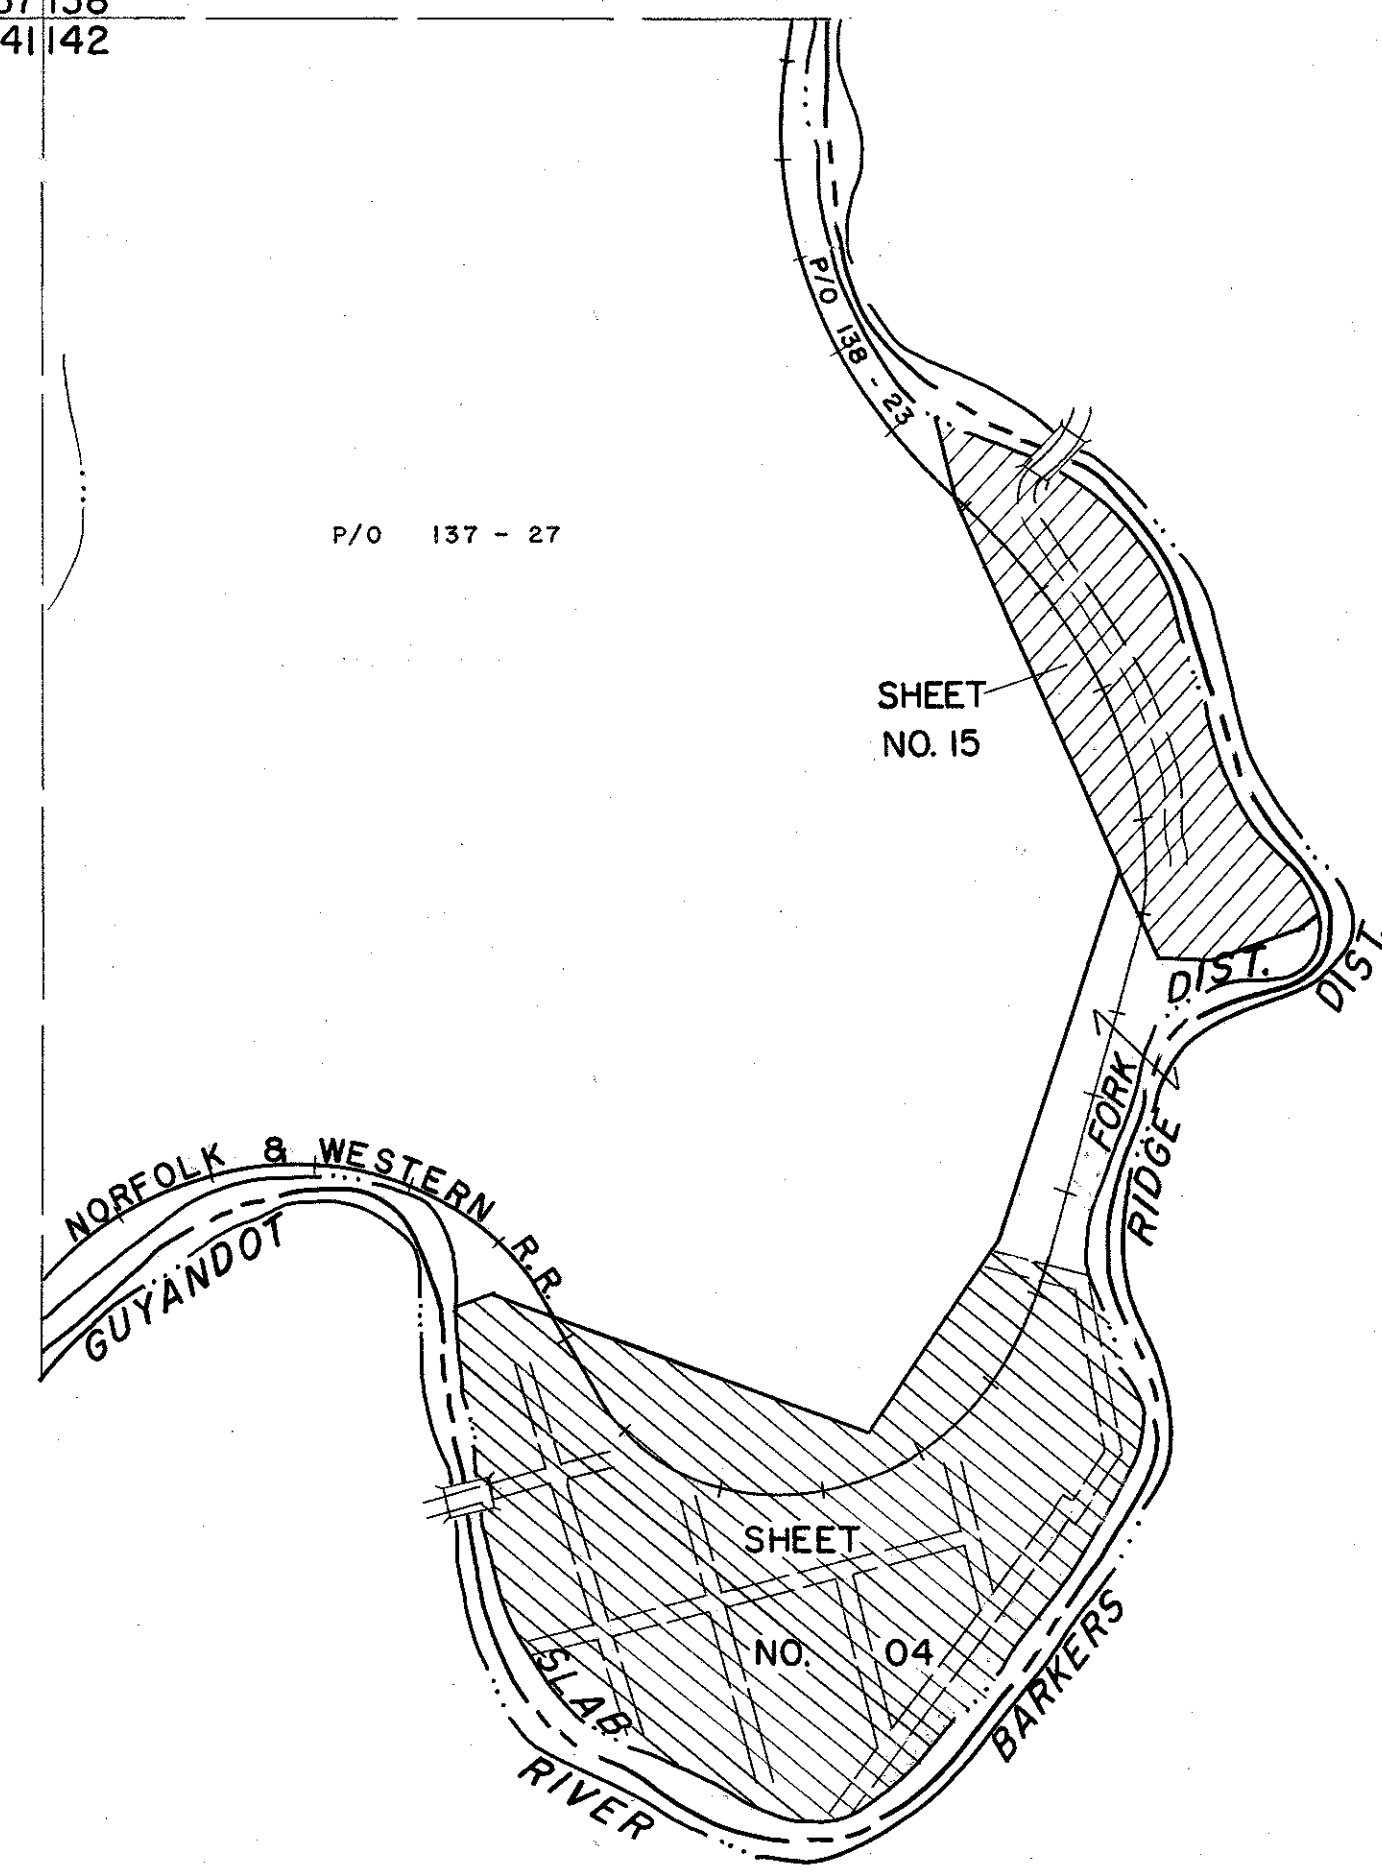 138
41 142
P/O 138 - 23
P/O 137 - 27
SHEET
NO. 15
DIST.
DIST.
FORK
RIDGE
NORFOLK & WESTERN R.R.
GUYANDOT
SHEET
NO. 04
SLAB
BARKERS
RIVER